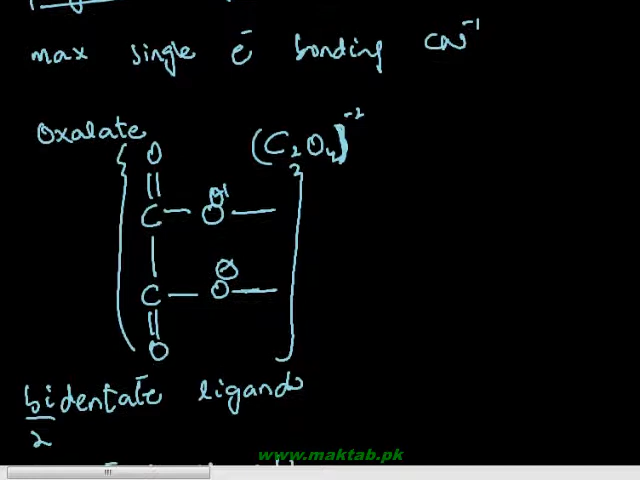 max single e⁻ bonding CN⁻¹
Oxalate (C₂O₄)⁻²
O
C — O —
C — O —
O
bidentate ligands
2
www.maktab.pk